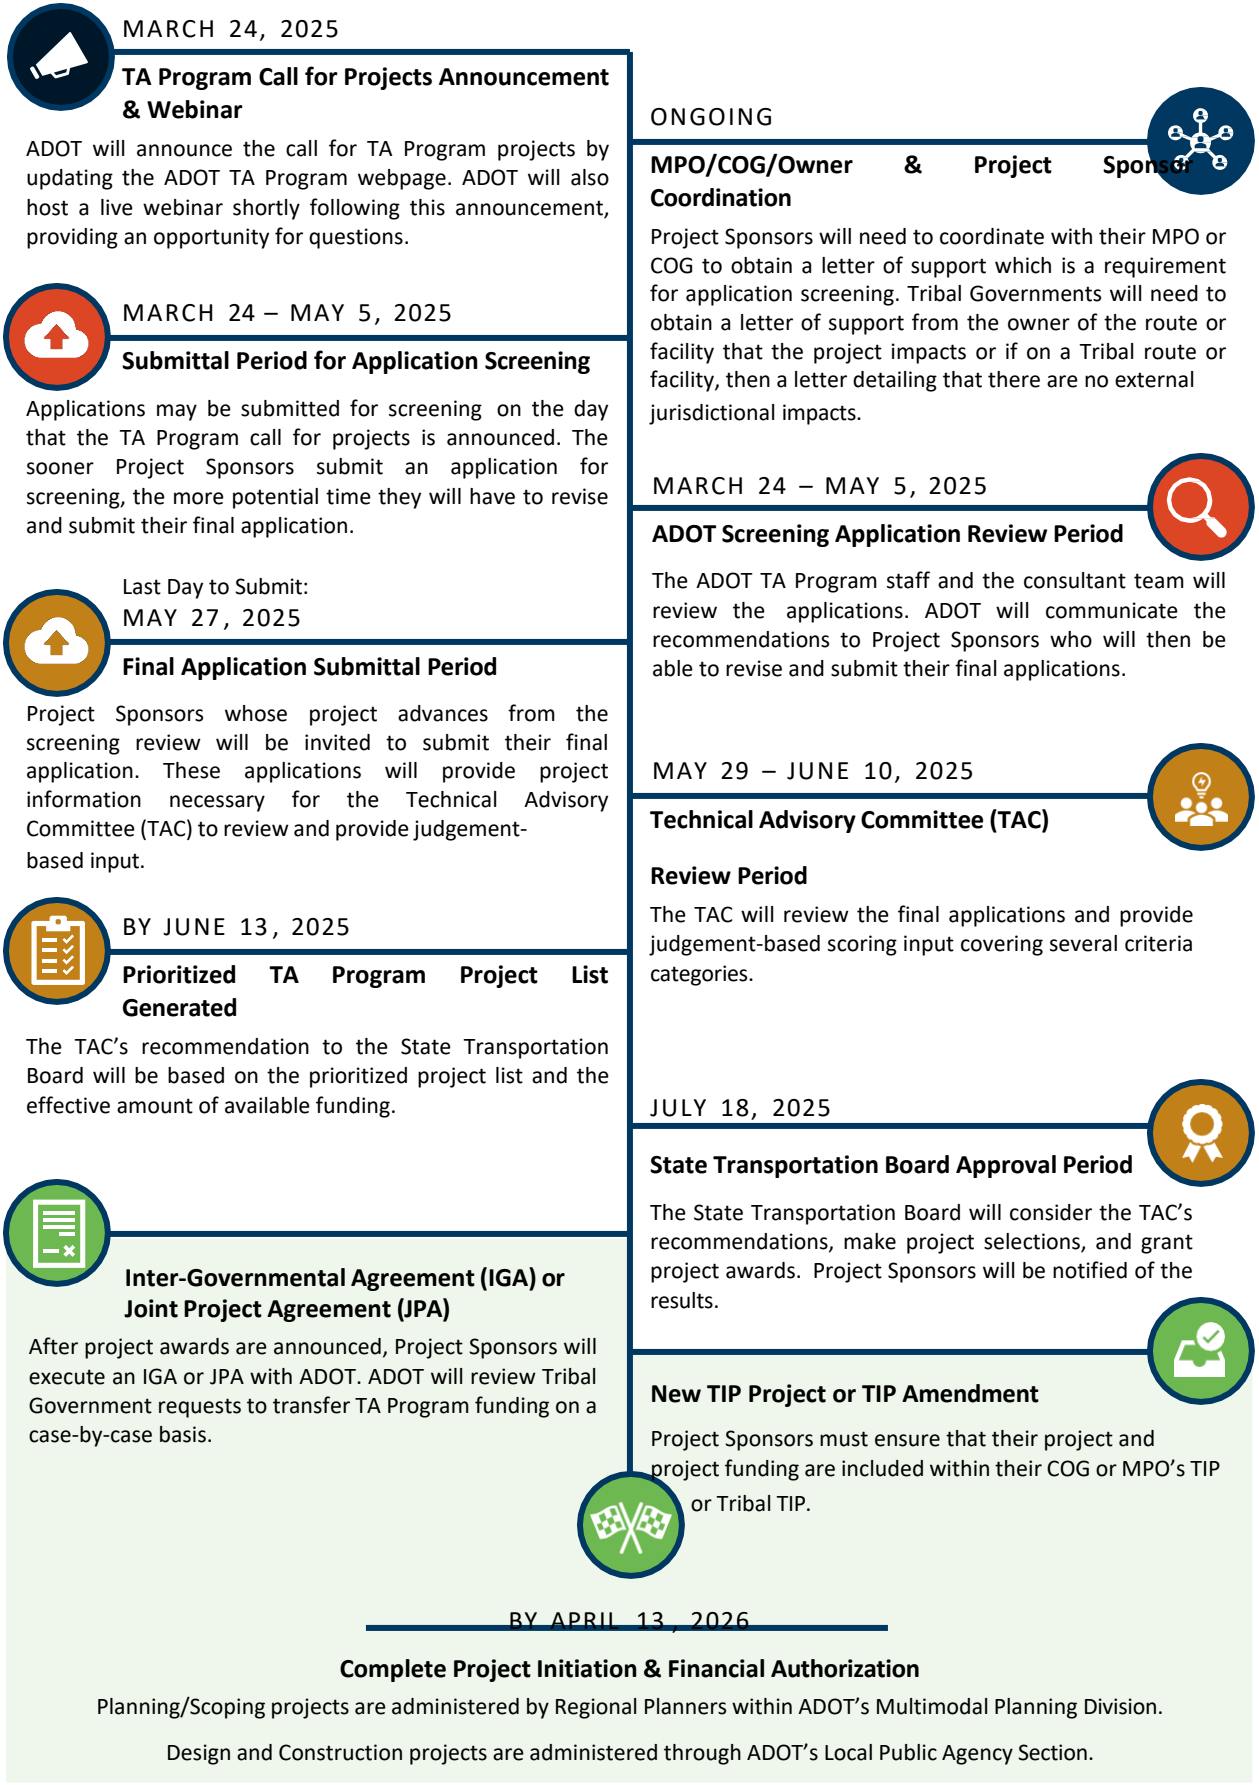 MARCH 24, 2025
TA Program Call for Projects Announcement
& Webinar
ADOT will announce the call for TA Program projects by
updating the ADOT TA Program webpage. ADOT will also
host a live webinar shortly following this announcement,
providing an opportunity for questions.
ONGOING
MPO/COG/Owner & Project Sponsor
Coordination
Project Sponsors will need to coordinate with their MPO or
COG to obtain a letter of support which is a requirement
for application screening. Tribal Governments will need to
obtain a letter of support from the owner of the route or
facility that the project impacts or if on a Tribal route or
facility, then a letter detailing that there are no external
jurisdictional impacts.
MARCH 24 – MAY 5, 2025
Submittal Period for Application Screening
Applications may be submitted for screening on the day
that the TA Program call for projects is announced. The
sooner Project Sponsors submit an application for
screening, the more potential time they will have to revise
and submit their final application.
MARCH 24 – MAY 5, 2025
ADOT Screening Application Review Period
The ADOT TA Program staff and the consultant team will
review the applications. ADOT will communicate the
recommendations to Project Sponsors who will then be
able to revise and submit their final applications.
Last Day to Submit:
MAY 27, 2025
Final Application Submittal Period
Project Sponsors whose project advances from the
screening review will be invited to submit their final
application. These applications will provide project
information necessary for the Technical Advisory
Committee (TAC) to review and provide judgement-
based input.
MAY 29 – JUNE 10, 2025
Technical Advisory Committee (TAC)
Review Period
The TAC will review the final applications and provide
judgement-based scoring input covering several criteria
categories.
BY JUNE 13, 2025
Prioritized TA Program Project List
Generated
The TAC’s recommendation to the State Transportation
Board will be based on the prioritized project list and the
effective amount of available funding.
JULY 18, 2025
State Transportation Board Approval Period
The State Transportation Board will consider the TAC’s
recommendations, make project selections, and grant
project awards. Project Sponsors will be notified of the
results.
Inter-Governmental Agreement (IGA) or
Joint Project Agreement (JPA)
After project awards are announced, Project Sponsors will
execute an IGA or JPA with ADOT. ADOT will review Tribal
Government requests to transfer TA Program funding on a
case-by-case basis.
New TIP Project or TIP Amendment
Project Sponsors must ensure that their project and
project funding are included within their COG or MPO’s TIP
or Tribal TIP.
BY APRIL 13, 2026
Complete Project Initiation & Financial Authorization
Planning/Scoping projects are administered by Regional Planners within ADOT’s Multimodal Planning Division.
Design and Construction projects are administered through ADOT’s Local Public Agency Section.